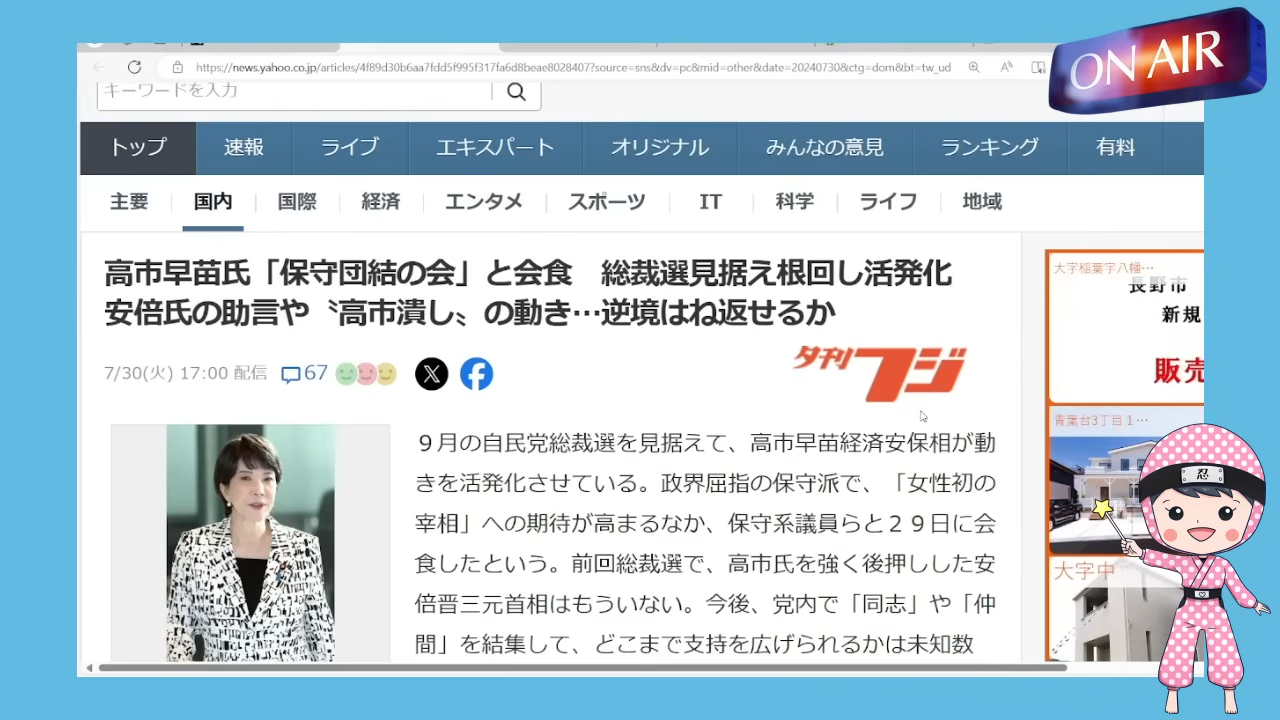 https://news.yahoo.co.jp/articles/4f89d30b6aa7fdd5f995f317fa6d8beae8028407?source=sns&dv=pc&mid=other&date=20240730&ctg=dom&bt=tw_ud
ON AIR
キーワードを入力
トップ 速報 ライブ エキスパート オリジナル みんなの意見 ランキング 有料
主要 国内 国際 経済 エンタメ スポーツ IT 科学 ライフ 地域
高市早苗氏「保守団結の会」と会食　総裁選見据え根回し活発化
安倍氏の助言や〝高市潰し〟の動き…逆境はね返せるか
7/30(火) 17:00 配信 67
夕刊フジ
９月の自民党総裁選を見据えて、高市早苗経済安保相が動
きを活発化させている。政界屈指の保守派で、「女性初の
宰相」への期待が高まるなか、保守系議員らと２９日に会
食したという。前回総裁選で、高市氏を強く後押しした安
倍晋三元首相はもういない。今後、党内で「同志」や「仲
間」を結集して、どこまで支持を広げられるかは未知数
大字稲葉字八幡…
長野市
新規
販売
青葉台3丁目１…
大字中
忍